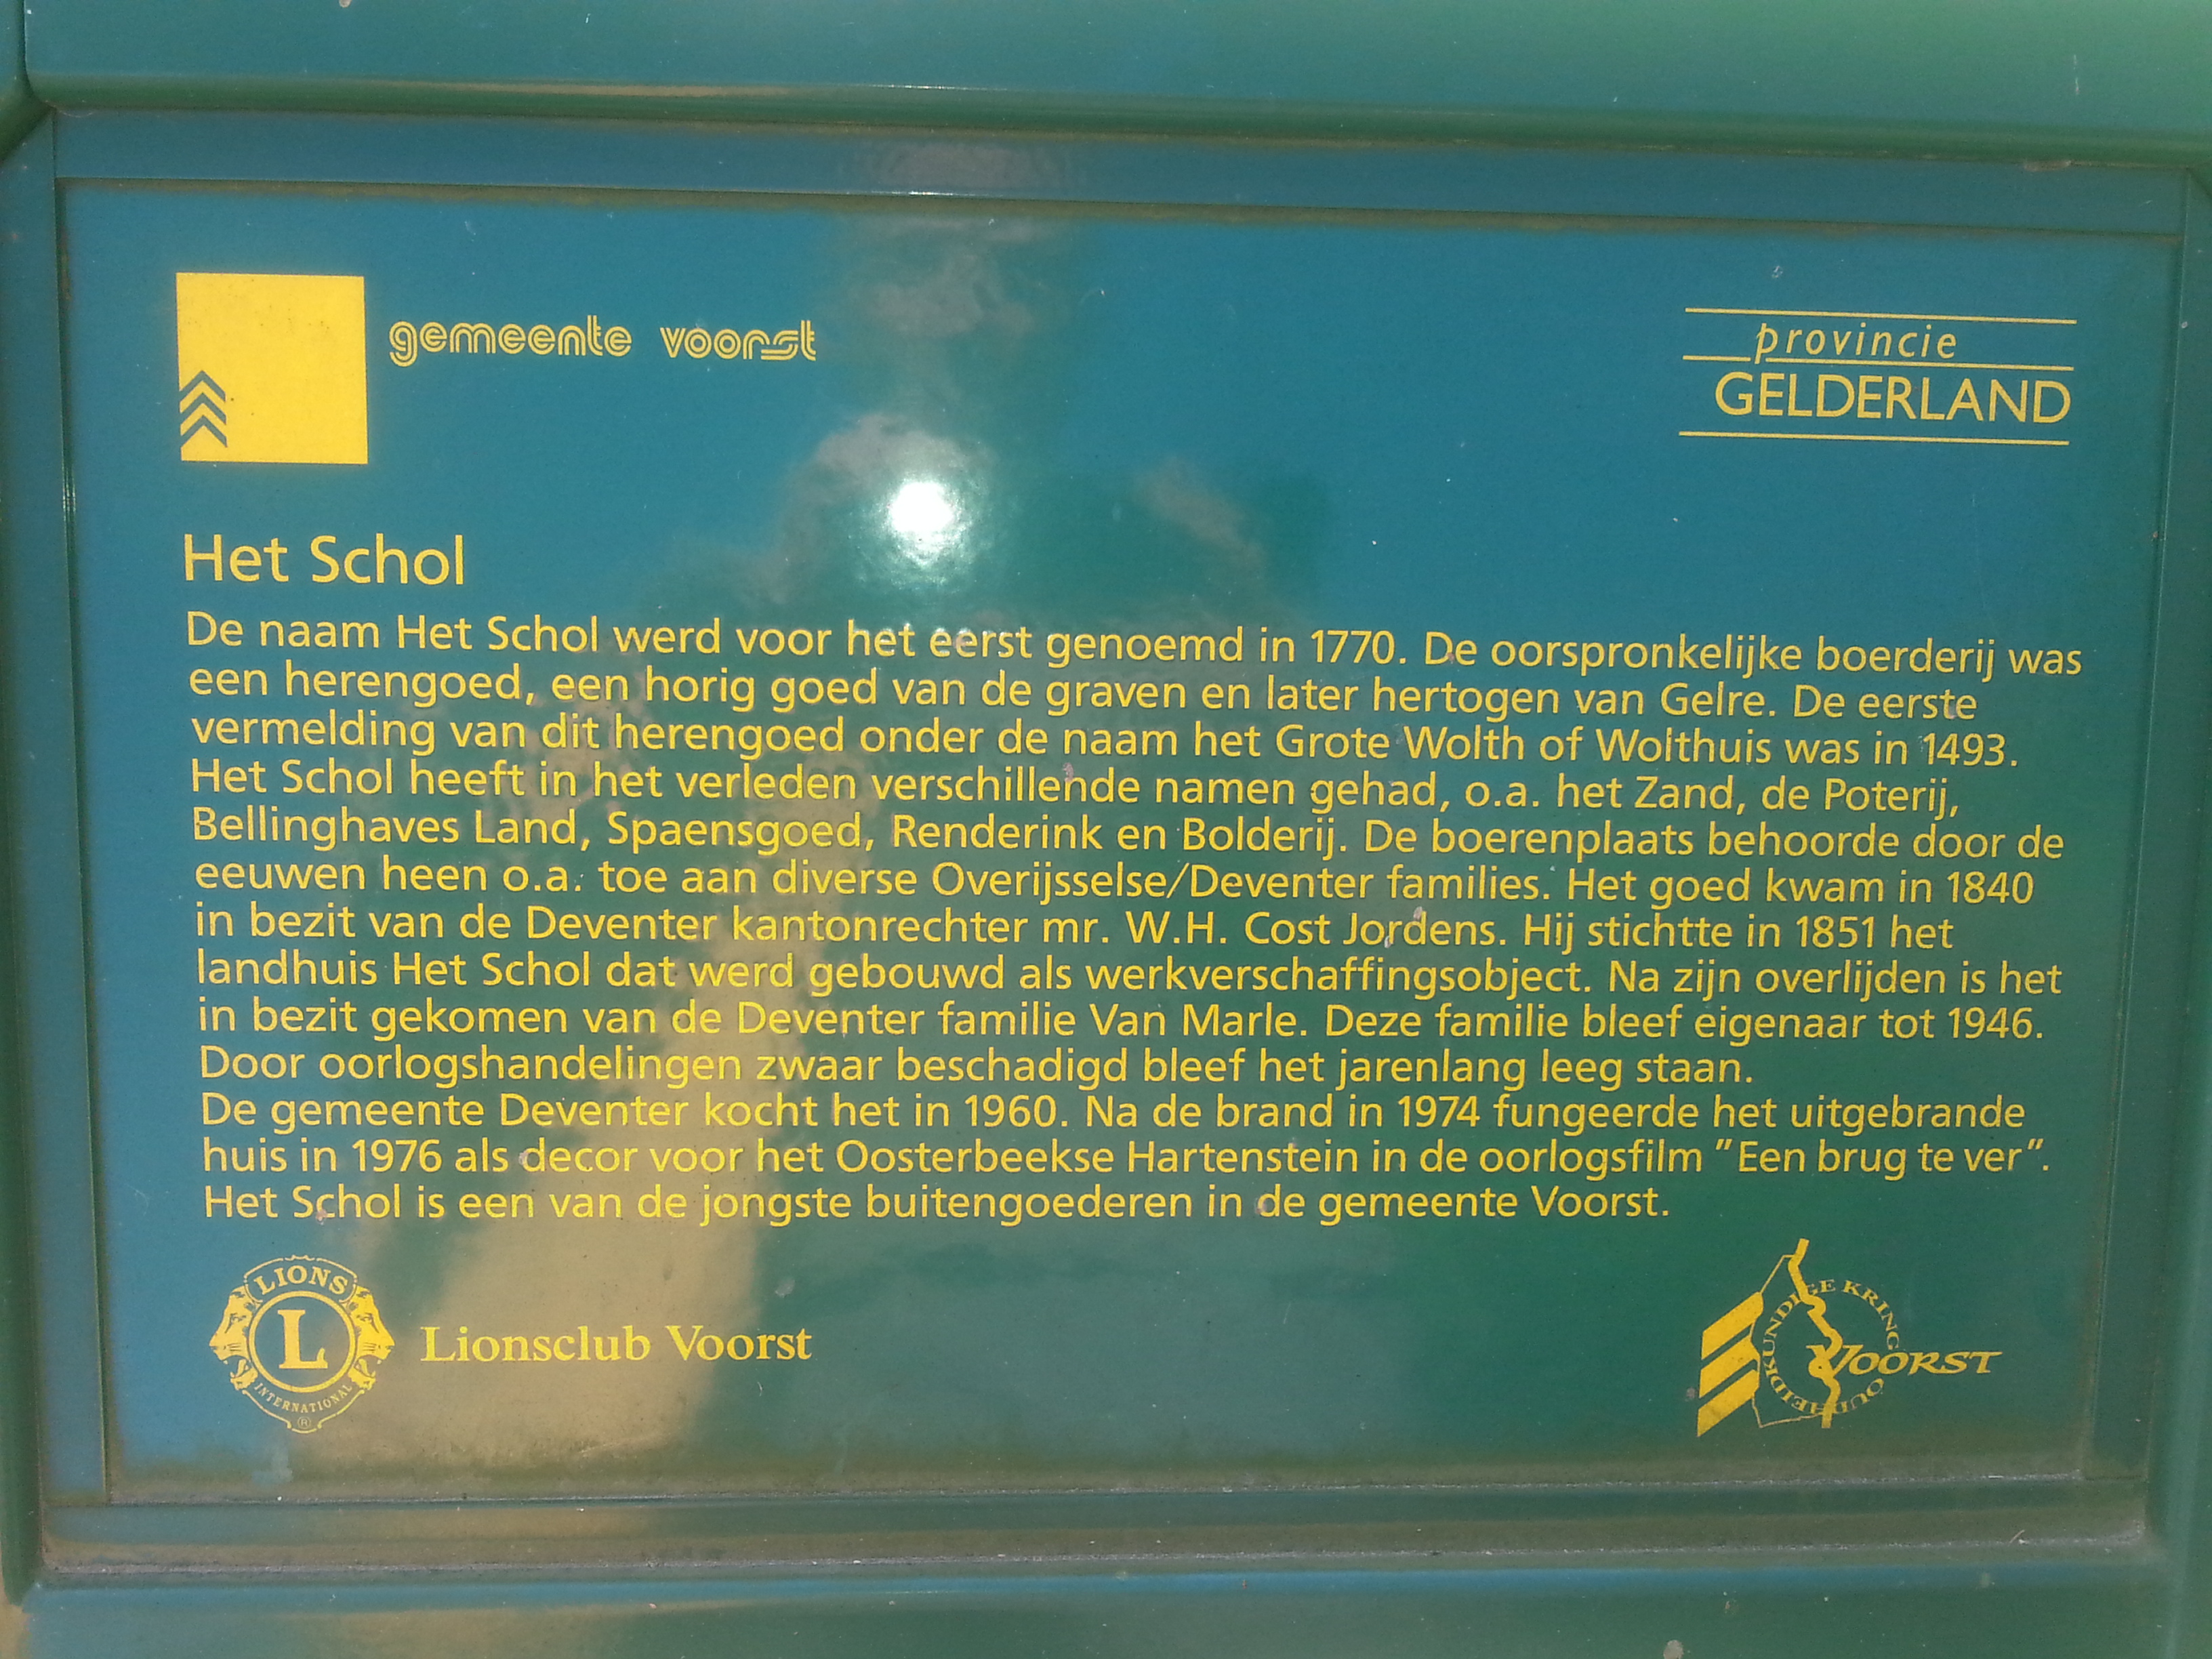 gemeente voorst
provincie
GELDERLAND
Het Schol
De naam Het Schol werd voor het eerst genoemd in 1770. De oorspronkelijke boerderij was
een herengoed, een horig goed van de graven en later hertogen van Gelre. De eerste
vermelding van dit herengoed onder de naam het Grote Wolth of Wolthuis was in 1493.
Het Schol heeft in het verleden verschillende namen gehad, o.a. het Zand, de Poterij,
Bellinghaves Land, Spaensgoed, Renderink en Bolderij. De boerenplaats behoorde door de
eeuwen heen o.a. toe aan diverse Overijsselse/Deventer families. Het goed kwam in 1840
in bezit van de Deventer kantonrechter mr. W.H. Cost Jordens. Hij stichtte in 1851 het
landhuis Het Schol dat werd gebouwd als werkverschaffingsobject. Na zijn overlijden is het
in bezit gekomen van de Deventer familie Van Marle. Deze familie bleef eigenaar tot 1946.
Door oorlogshandelingen zwaar beschadigd bleef het jarenlang leeg staan.
De gemeente Deventer kocht het in 1960. Na de brand in 1974 fungeerde het uitgebrande
huis in 1976 als decor voor het Oosterbeekse Hartenstein in de oorlogsfilm "Een brug te ver".
Het Schol is een van de jongste buitengoederen in de gemeente Voorst.
LIONS
L
INTERNATIONAL
®
Lionsclub Voorst
OUDHEIDKUNDIGE KRING
VOORST